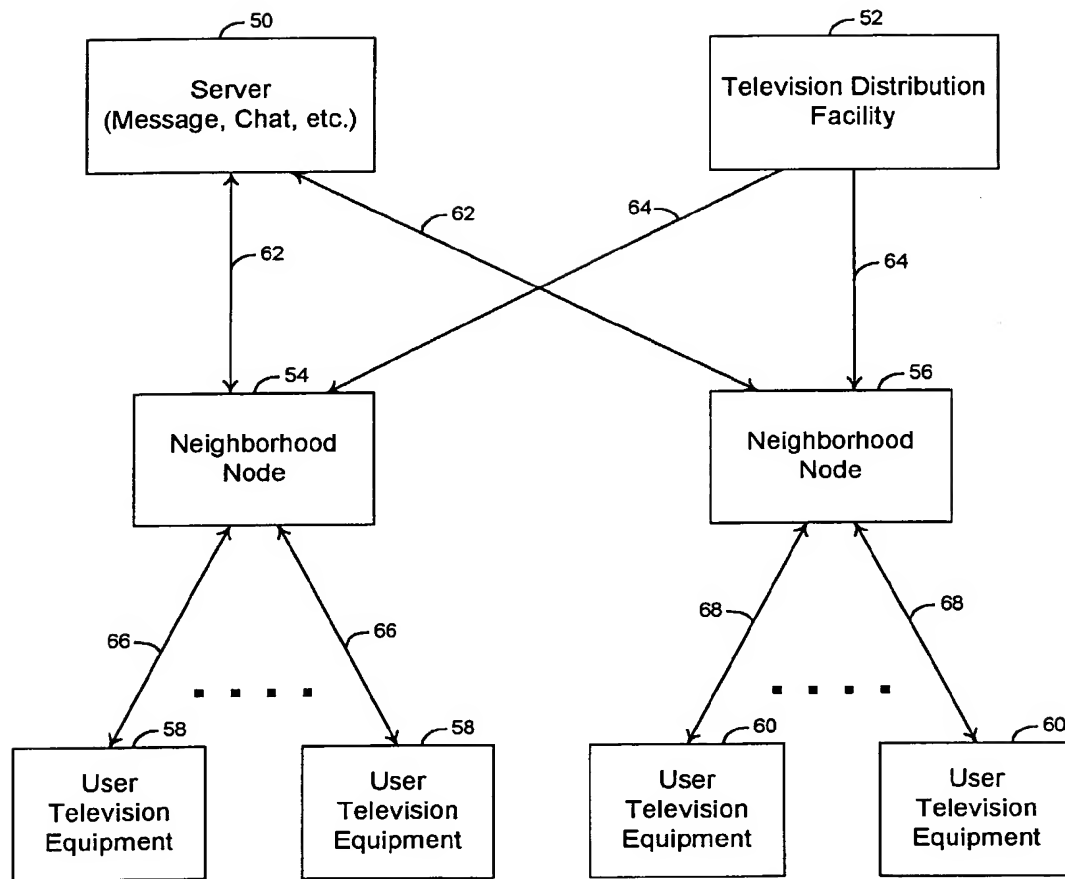 50
52
Server
(Message, Chat, etc.)
Television Distribution
Facility
62
64
62
64
54
56
Neighborhood
Node
Neighborhood
Node
66
66
68
68
58
58
60
60
User
Television
Equipment
User
Television
Equipment
User
Television
Equipment
User
Television
Equipment